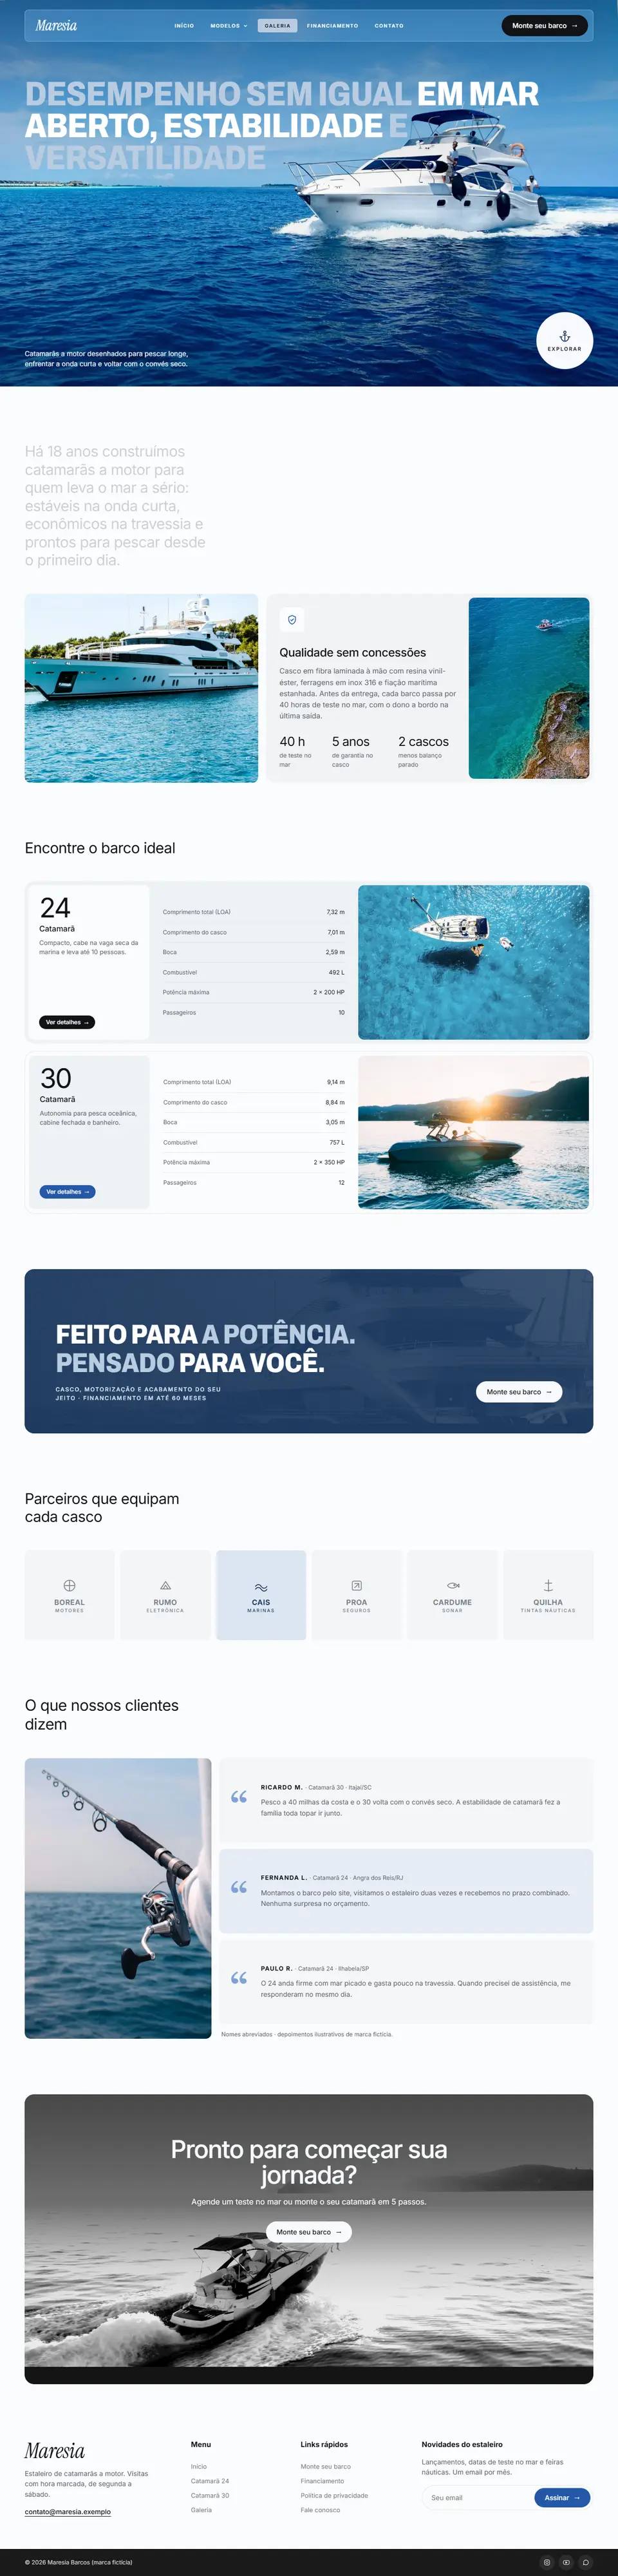 Maresia
INÍCIO
MODELOS
GALERIA
FINANCIAMENTO
CONTATO
Monte seu barco →
DESEMPENHO SEM IGUAL EM MAR
ABERTO, ESTABILIDADE E
VERSATILIDADE
Catamarãs a motor desenhados para pescar longe,
enfrentar a onda curta e voltar com o convés seco.
EXPLORAR
Há 18 anos construímos
catamarãs a motor para
quem leva o mar a sério:
estáveis na onda curta,
econômicos na travessia e
prontos para pescar desde
o primeiro dia.
Qualidade sem concessões
Casco em fibra laminada à mão com resina vinil-
éster, ferragens em inox 316 e fiação marítima
estanhada. Antes da entrega, cada barco passa por
40 horas de teste no mar, com o dono a bordo na
última saída.
40 h
de teste no
mar
5 anos
de garantia no
casco
2 cascos
menos balanço
parado
Encontre o barco ideal
24
Catamarã
Compacto, cabe na vaga seca da
marina e leva até 10 pessoas.
Ver detalhes →
Comprimento total (LOA) 7,32 m
Comprimento do casco 7,01 m
Boca 2,59 m
Combustível 492 L
Potência máxima 2 × 200 HP
Passageiros 10
30
Catamarã
Autonomia para pesca oceânica,
cabine fechada e banheiro.
Ver detalhes →
Comprimento total (LOA) 9,14 m
Comprimento do casco 8,84 m
Boca 3,05 m
Combustível 757 L
Potência máxima 2 × 350 HP
Passageiros 12
FEITO PARA A POTÊNCIA.
PENSADO PARA VOCÊ.
CASCO, MOTORIZAÇÃO E ACABAMENTO DO SEU
JEITO · FINANCIAMENTO EM ATÉ 60 MESES
Monte seu barco →
Parceiros que equipam
cada casco
BOREAL
MOTORES
RUMO
ELETRÔNICA
CAIS
MARINAS
PROA
SEGUROS
CARDUME
SONAR
QUILHA
TINTAS NÁUTICAS
O que nossos clientes
dizem
RICARDO M. · Catamarã 30 · Itajaí/SC
Pesco a 40 milhas da costa e o 30 volta com o convés seco. A estabilidade de catamarã fez a
família toda topar ir junto.
FERNANDA L. · Catamarã 24 · Angra dos Reis/RJ
Montamos o barco pelo site, visitamos o estaleiro duas vezes e recebemos no prazo combinado.
Nenhuma surpresa no orçamento.
PAULO R. · Catamarã 24 · Ilhabela/SP
O 24 anda firme com mar picado e gasta pouco na travessia. Quando precisei de assistência, me
responderam no mesmo dia.
Nomes abreviados · depoimentos ilustrativos de marca fictícia.
Pronto para começar sua
jornada?
Agende um teste no mar ou monte o seu catamarã em 5 passos.
Monte seu barco →
Maresia
Estaleiro de catamarãs a motor. Visitas
com hora marcada, de segunda a
sábado.
contato@maresia.exemplo
Menu
Início
Catamarã 24
Catamarã 30
Galeria
Links rápidos
Monte seu barco
Financiamento
Política de privacidade
Fale conosco
Novidades do estaleiro
Lançamentos, datas de teste no mar e feiras
náuticas. Um email por mês.
Seu email
Assinar →
© 2026 Maresia Barcos (marca fictícia)